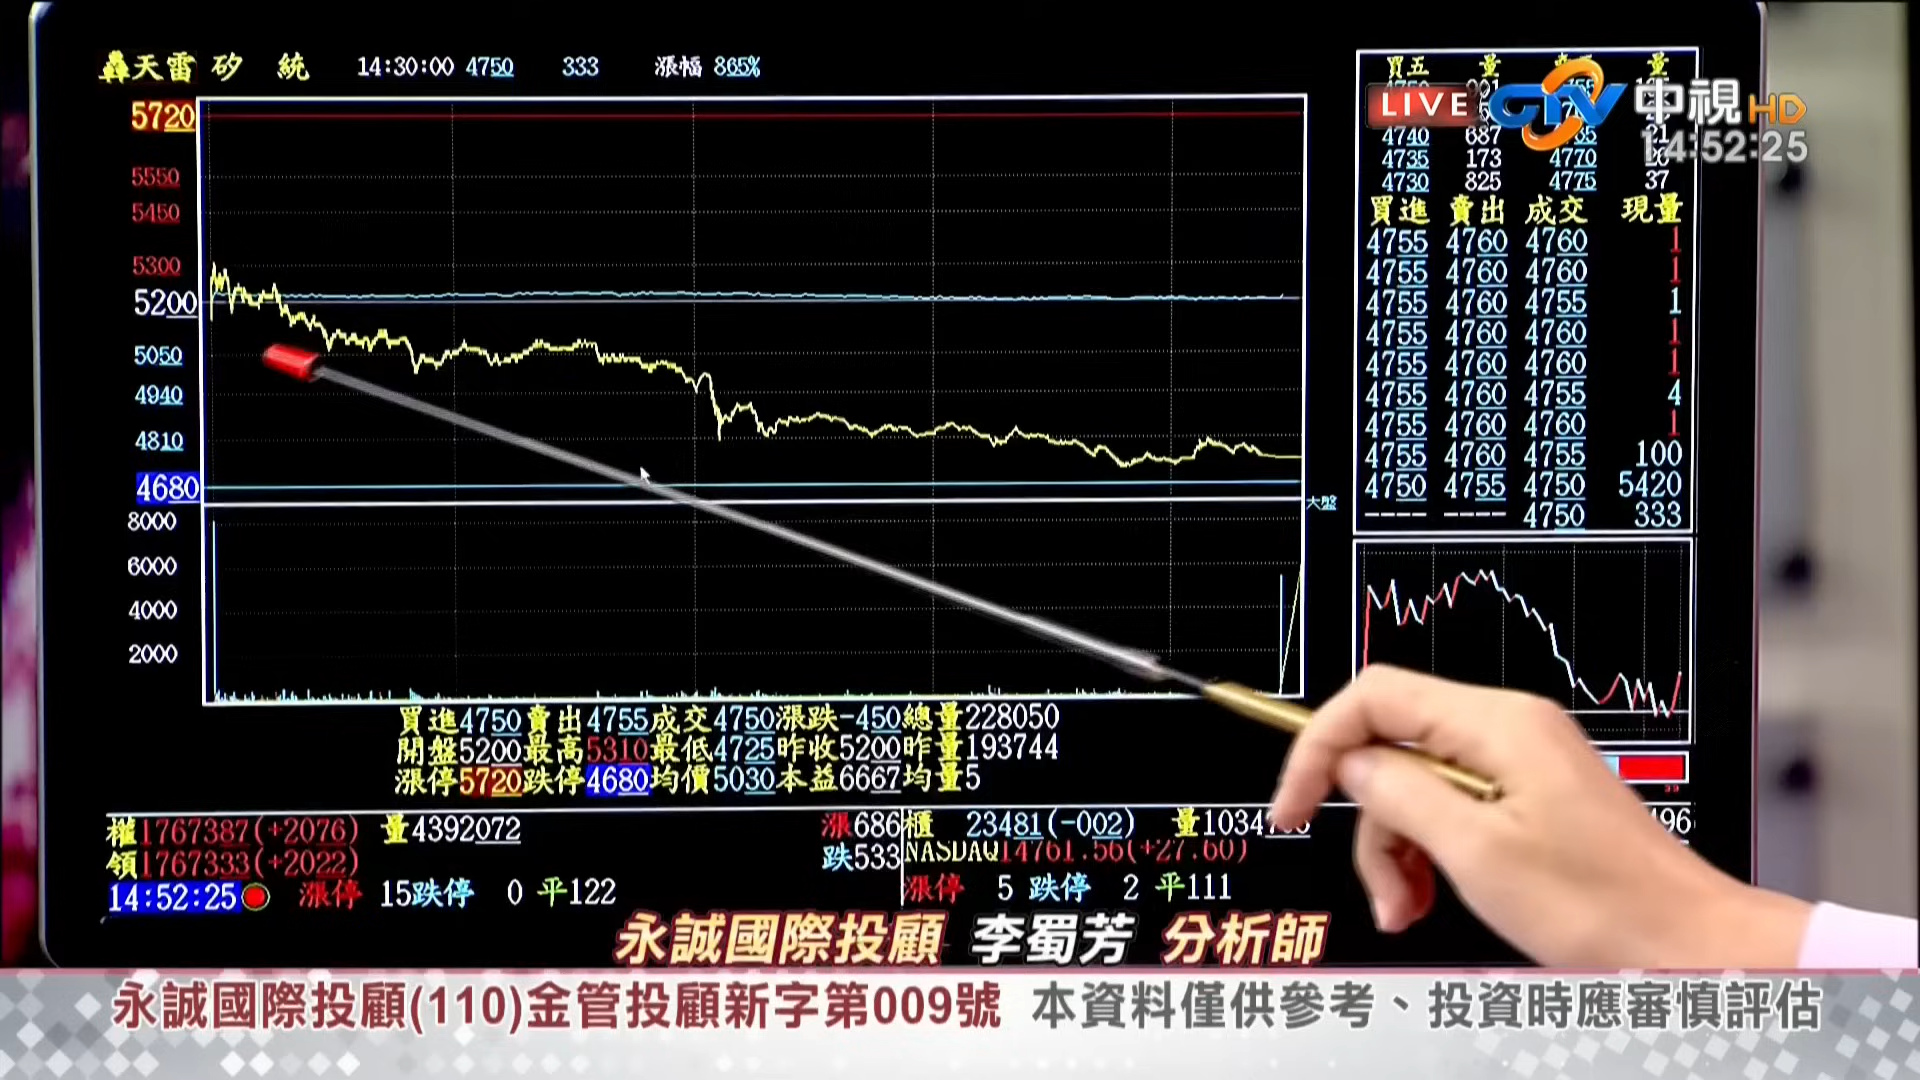 轟天雷 矽 統 14:30:00 4750 333 漲幅 865%
5720
5550
5450
5300
5200
5050
4940
4810
4680
8000
6000
4000
2000
大盤
買五 量 量
LIVE CTV 中視 HD
14:52:25
4740 687
4735 173 4770
4730 825 4775 37
買進 賣出 成交 現量
4755 4760 4760 1
4755 4760 4760 1
4755 4760 4755 1
4755 4760 4760 1
4755 4760 4760 1
4755 4760 4755 4
4755 4760 4760 1
4755 4760 4755 100
4750 4755 4750 5420
---- ---- 4750 333
買進4750賣出4755成交4750漲跌-450總量228050
開盤5200最高5310最低4725昨收5200昨量193744
漲停5720跌停4680均價5030本益6667均量5
權1767387(+2076) 量4392072 漲686
領1767333(+2022) 跌533
14:52:25 漲停 15跌停 0 平122
櫃 23481(-002) 量1034
NASDAQ14761.56(+27.60)
漲停 5 跌停 2 平111
永誠國際投顧 李蜀芳 分析師
永誠國際投顧(110)金管投顧新字第009號 本資料僅供參考、投資時應審慎評估